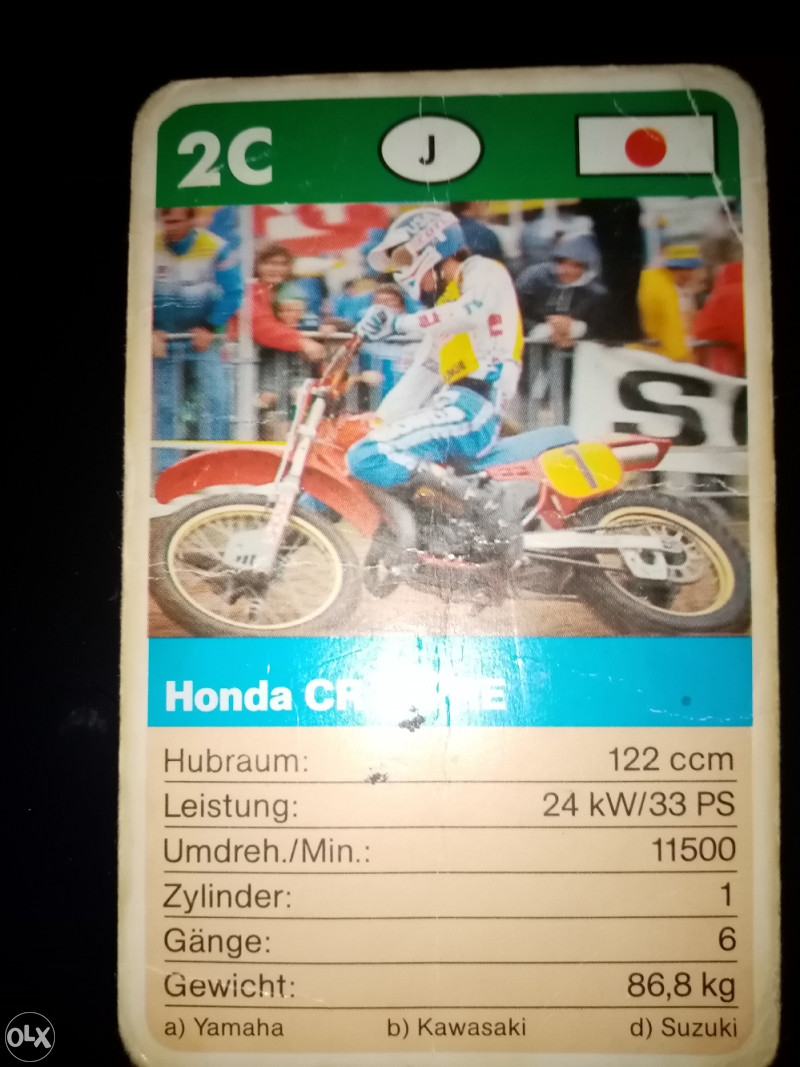 2C J
Honda CR
Hubraum: 122 ccm
Leistung: 24 kW/33 PS
Umdreh./Min.: 11500
Zylinder: 1
Gänge: 6
Gewicht: 86,8 kg
a) Yamaha b) Kawasaki d) Suzuki
OLX